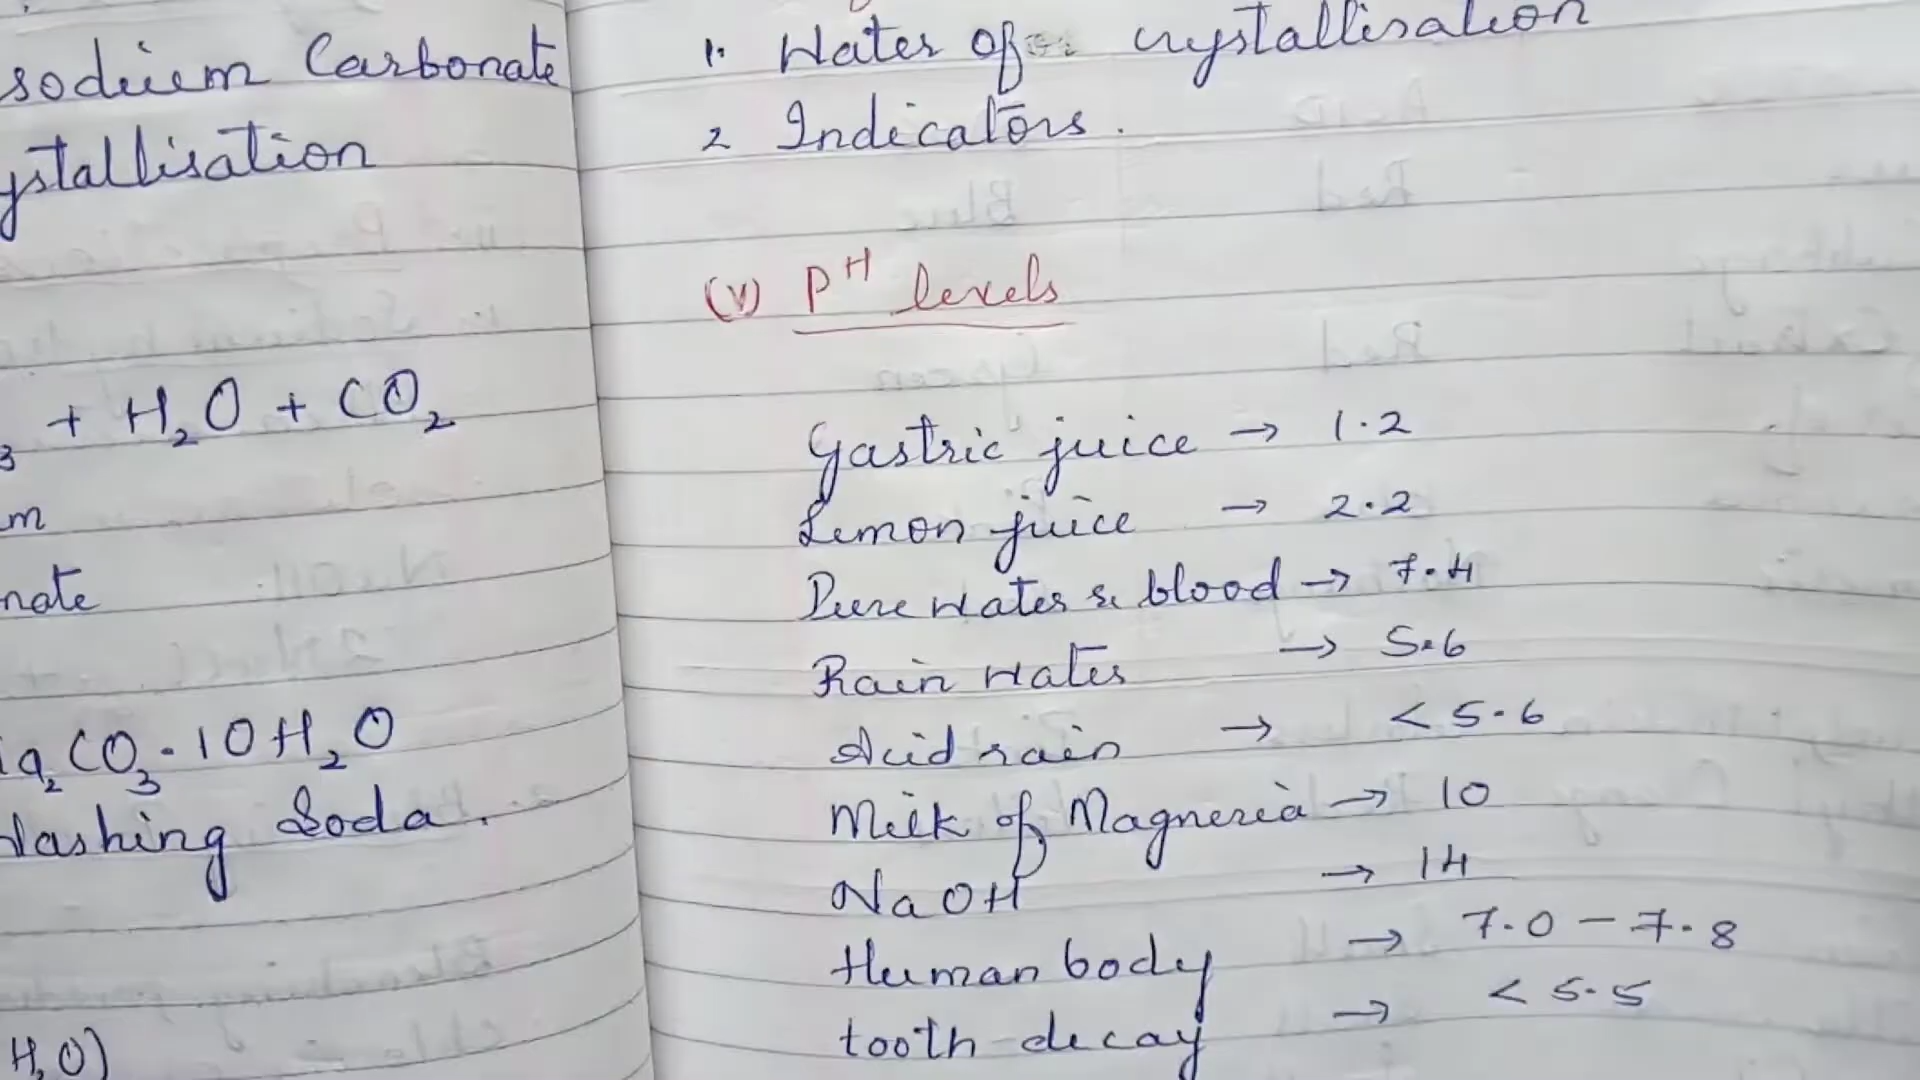 sodium Carbonate
ystallisation
3 + H₂O + CO₂
m
nate
a₂CO₃·10H₂O
Washing Soda.
H₂O)
1. Water of crystallisation
2 Indicators.
(V) PH levels
Gastric juice → 1.2
Lemon juice → 2.2
Pure water & blood → 7.4
Rain water → 5.6
Acid rain → < 5.6
Milk of Magnesia → 10
NaOH → 14
Human body → 7.0 – 7.8
tooth decay → < 5.5